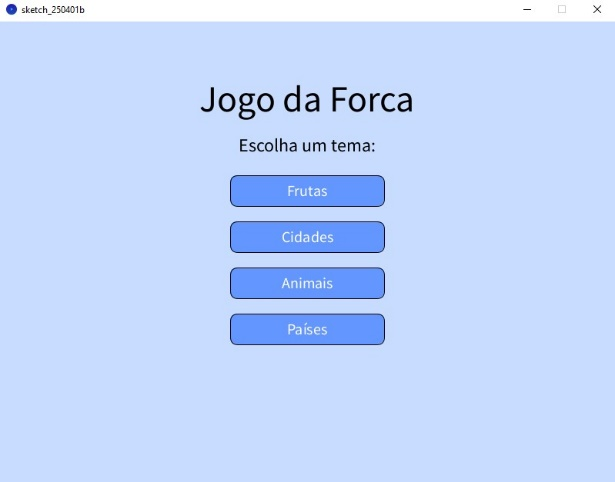 sketch_250401b
Jogo da Forca
Escolha um tema:
Frutas
Cidades
Animais
Países